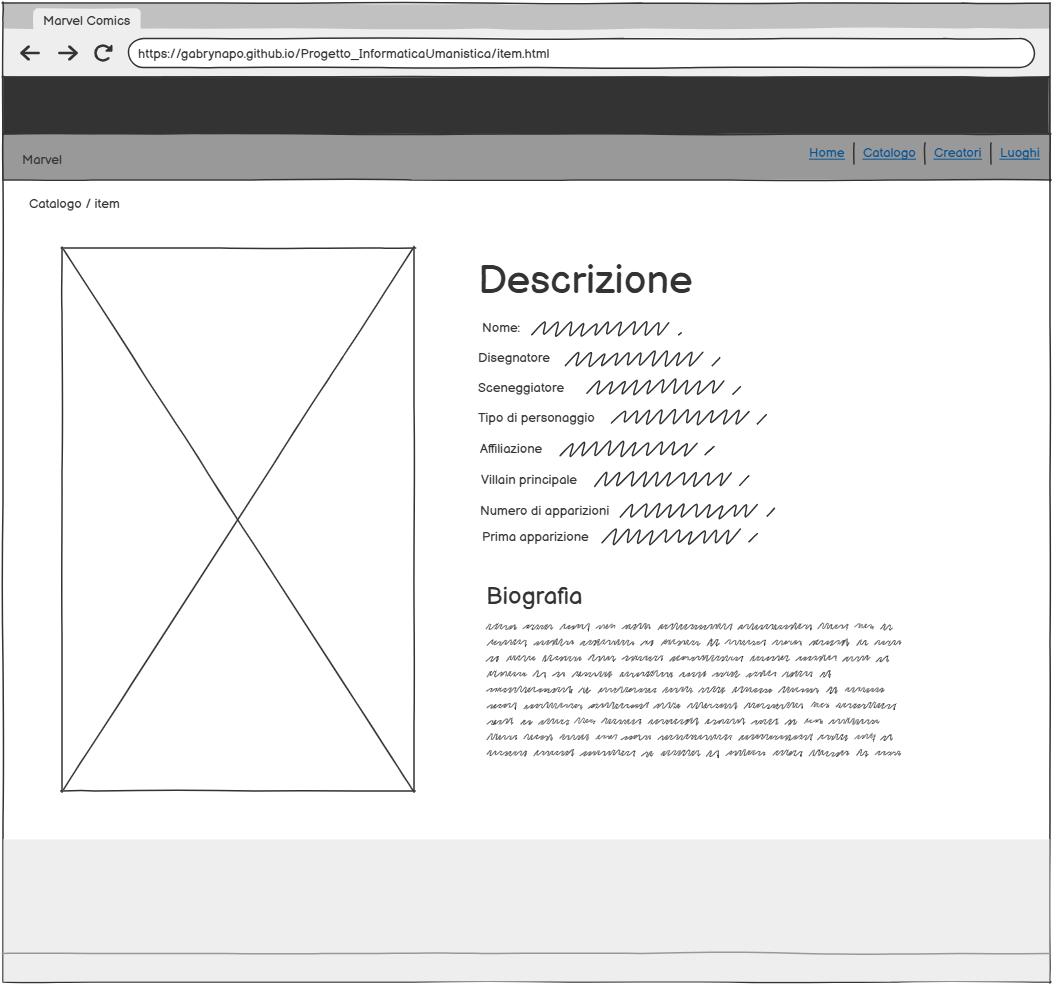 Marvel Comics
https://gabrynapo.github.io/Progetto_InformaticaUmanistica/item.html
Marvel
Home Catalogo Creatori Luoghi
Catalogo / item
Descrizione
Nome:
Disegnatore
Sceneggiatore
Tipo di personaggio
Affiliazione
Villain principale
Numero di apparizioni
Prima apparizione
Biografia